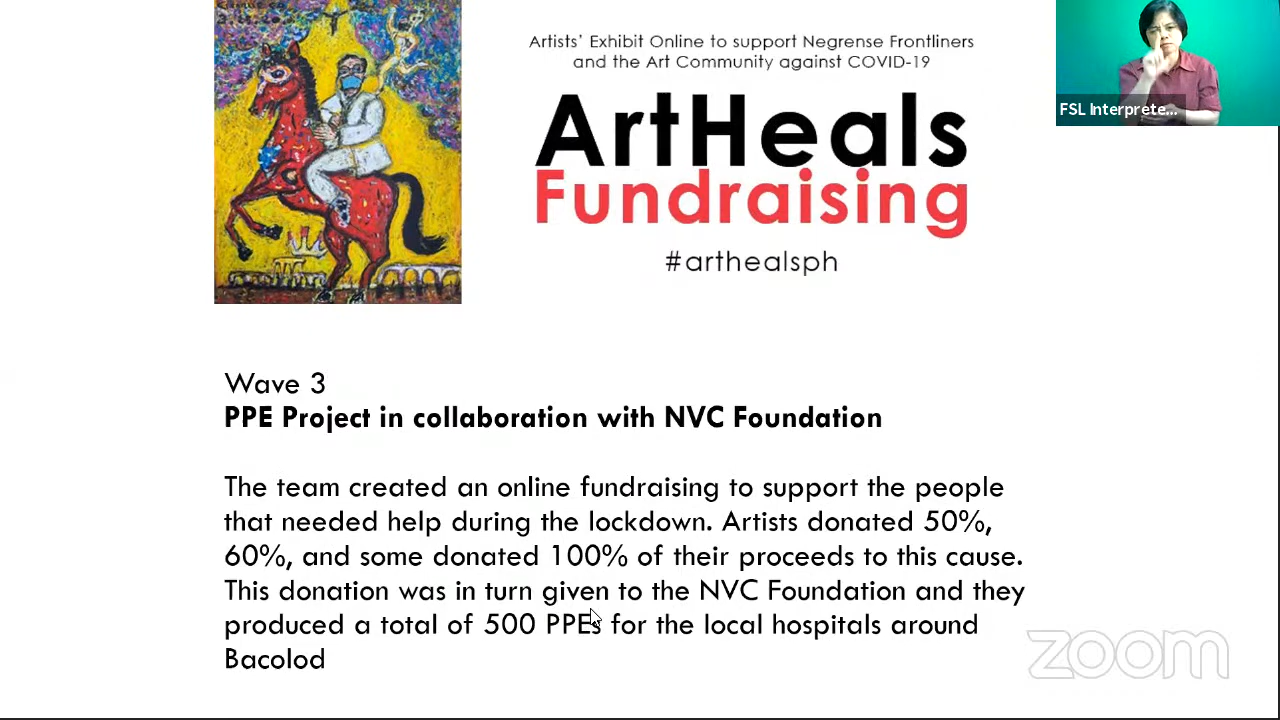 Artists' Exhibit Online to support Negrense Frontliners
and the Art Community against COVID-19
ArtHeals
Fundraising
#arthealsph
FSL Interprete...
Wave 3
PPE Project in collaboration with NVC Foundation
The team created an online fundraising to support the people
that needed help during the lockdown. Artists donated 50%,
60%, and some donated 100% of their proceeds to this cause.
This donation was in turn given to the NVC Foundation and they
produced a total of 500 PPEs for the local hospitals around
Bacolod
zoom